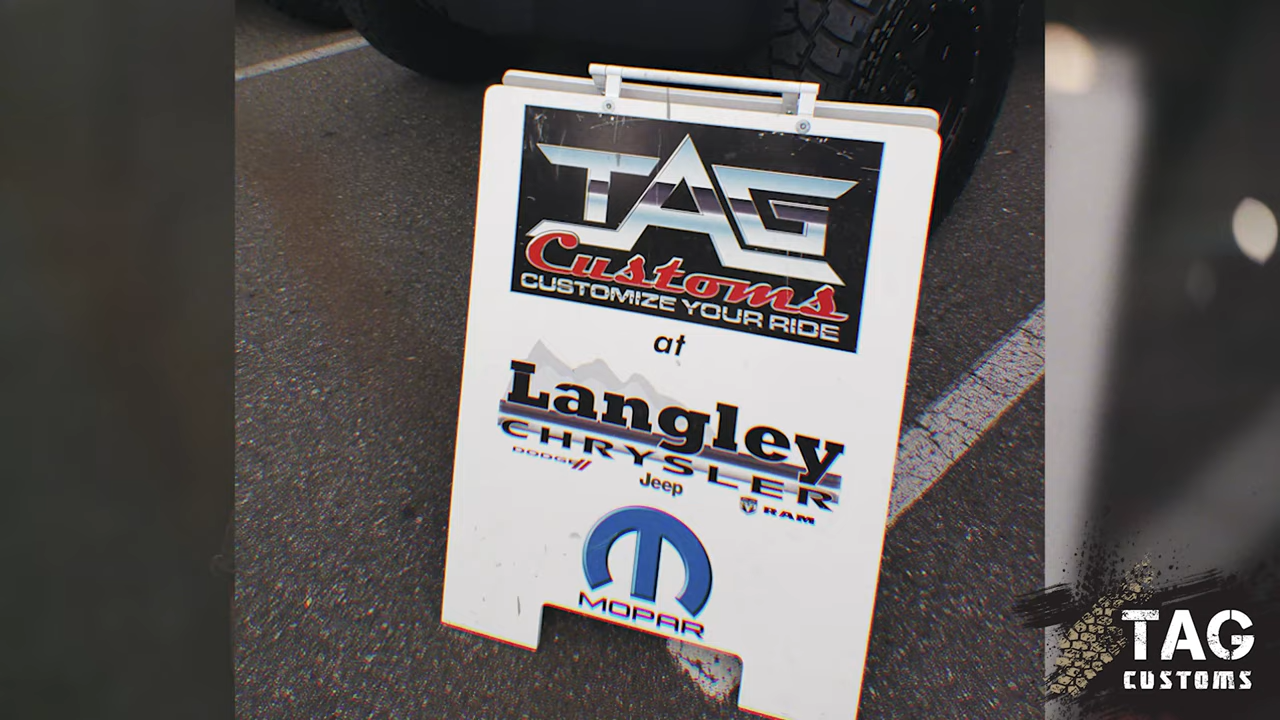 TAG
Customs
CUSTOMIZE YOUR RIDE
at
Langley
CHRYSLER
DODGE
Jeep
RAM
MOPAR
TAG
CUSTOMS